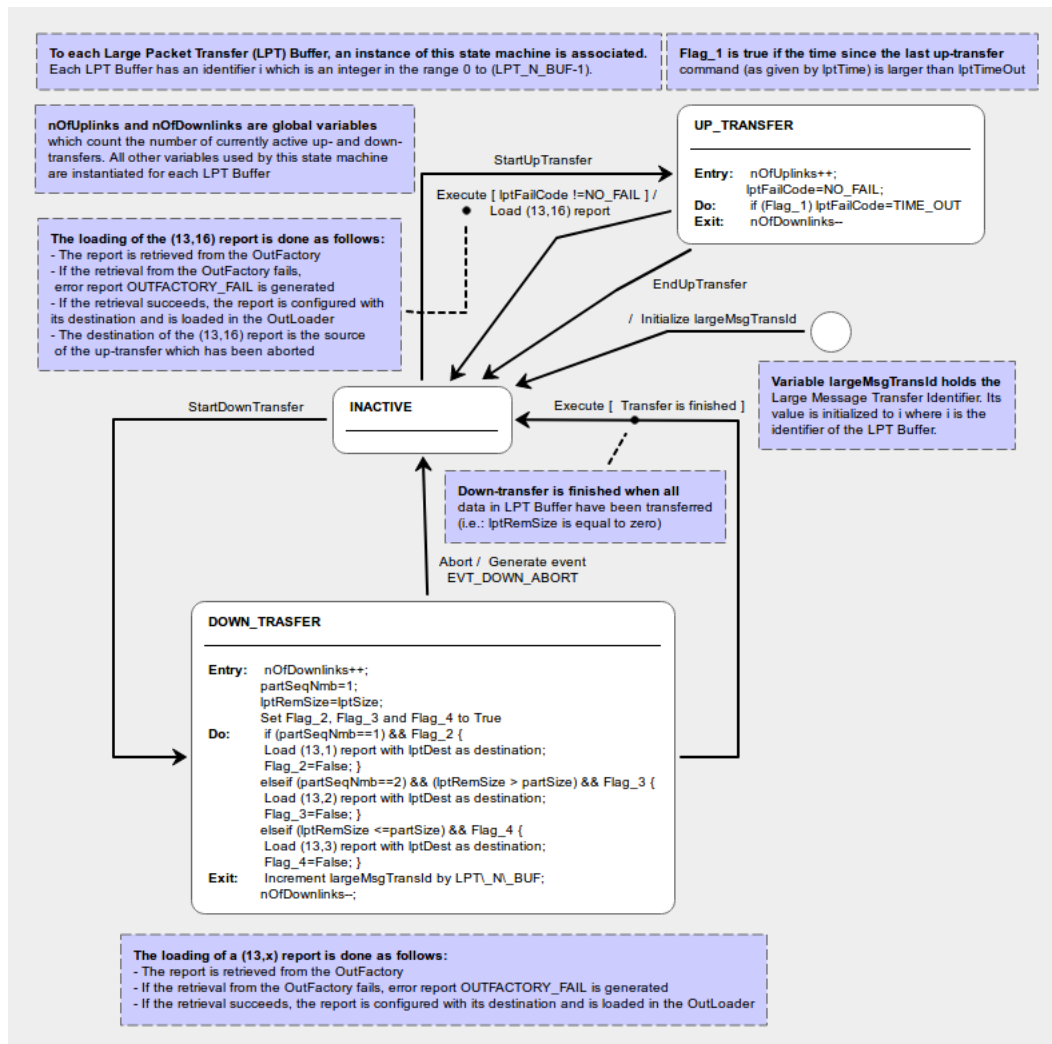 To each Large Packet Transfer (LPT) Buffer, an instance of this state machine is associated.
Each LPT Buffer has an identifier i which is an integer in the range 0 to (LPT_N_BUF-1).
Flag_1 is true if the time since the last up-transfer
command (as given by lptTime) is larger than lptTimeOut
nOfUplinks and nOfDownlinks are global variables
which count the number of currently active up- and down-
transfers. All other variables used by this state machine
are instantiated for each LPT Buffer
UP_TRANSFER
Entry: nOfUplinks++;
lptFailCode=NO_FAIL;
Do: if (Flag_1) lptFailCode=TIME_OUT
Exit: nOfDownlinks--
StartUpTransfer
Execute [ lptFailCode !=NO_FAIL ] /
Load (13,16) report
The loading of the (13,16) report is done as follows:
- The report is retrieved from the OutFactory
- If the retrieval from the OutFactory fails,
error report OUTFACTORY_FAIL is generated
- If the retrieval succeeds, the report is configured with
its destination and is loaded in the OutLoader
- The destination of the (13,16) report is the source
of the up-transfer which has been aborted
EndUpTransfer
/ Initialize largeMsgTransId
Variable largeMsgTransId holds the
Large Message Transfer Identifier. Its
value is initialized to i where i is the
identifier of the LPT Buffer.
StartDownTransfer
INACTIVE
Execute [ Transfer is finished ]
Down-transfer is finished when all
data in LPT Buffer have been transferred
(i.e.: lptRemSize is equal to zero)
Abort / Generate event
EVT_DOWN_ABORT
DOWN_TRASFER
Entry: nOfDownlinks++;
partSeqNmb=1;
lptRemSize=lptSize;
Set Flag_2, Flag_3 and Flag_4 to True
Do: if (partSeqNmb==1) && Flag_2 {
Load (13,1) report with lptDest as destination;
Flag_2=False; }
elseif (partSeqNmb==2) && (lptRemSize > partSize) && Flag_3 {
Load (13,2) report with lptDest as destination;
Flag_3=False; }
elseif (lptRemSize <=partSize) && Flag_4 {
Load (13,3) report with lptDest as destination;
Flag_4=False; }
Exit: Increment largeMsgTransId by LPT\_N\_BUF;
nOfDownlinks--;
The loading of a (13,x) report is done as follows:
- The report is retrieved from the OutFactory
- If the retrieval from the OutFactory fails, error report OUTFACTORY_FAIL is generated
- If the retrieval succeeds, the report is configured with its destination and is loaded in the OutLoader